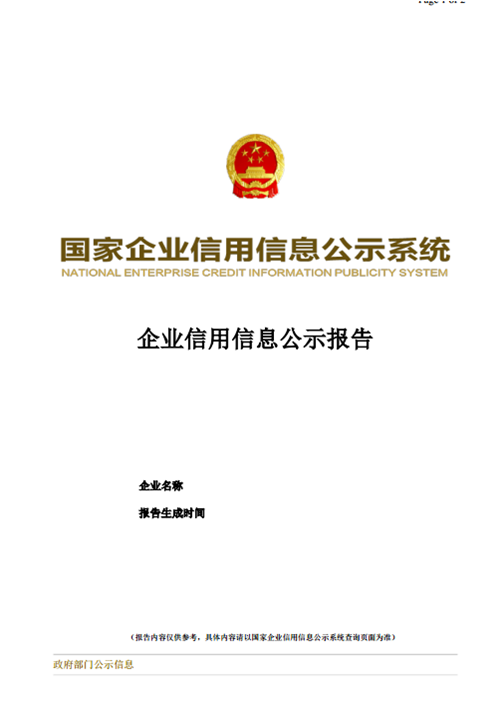 国家企业信用信息公示系统
NATIONAL ENTERPRISE CREDIT INFORMATION PUBLICITY SYSTEM
企业信用信息公示报告
企业名称
报告生成时间
（报告内容仅供参考，具体内容请以国家企业信用信息公示系统查询页面为准）
政府部门公示信息